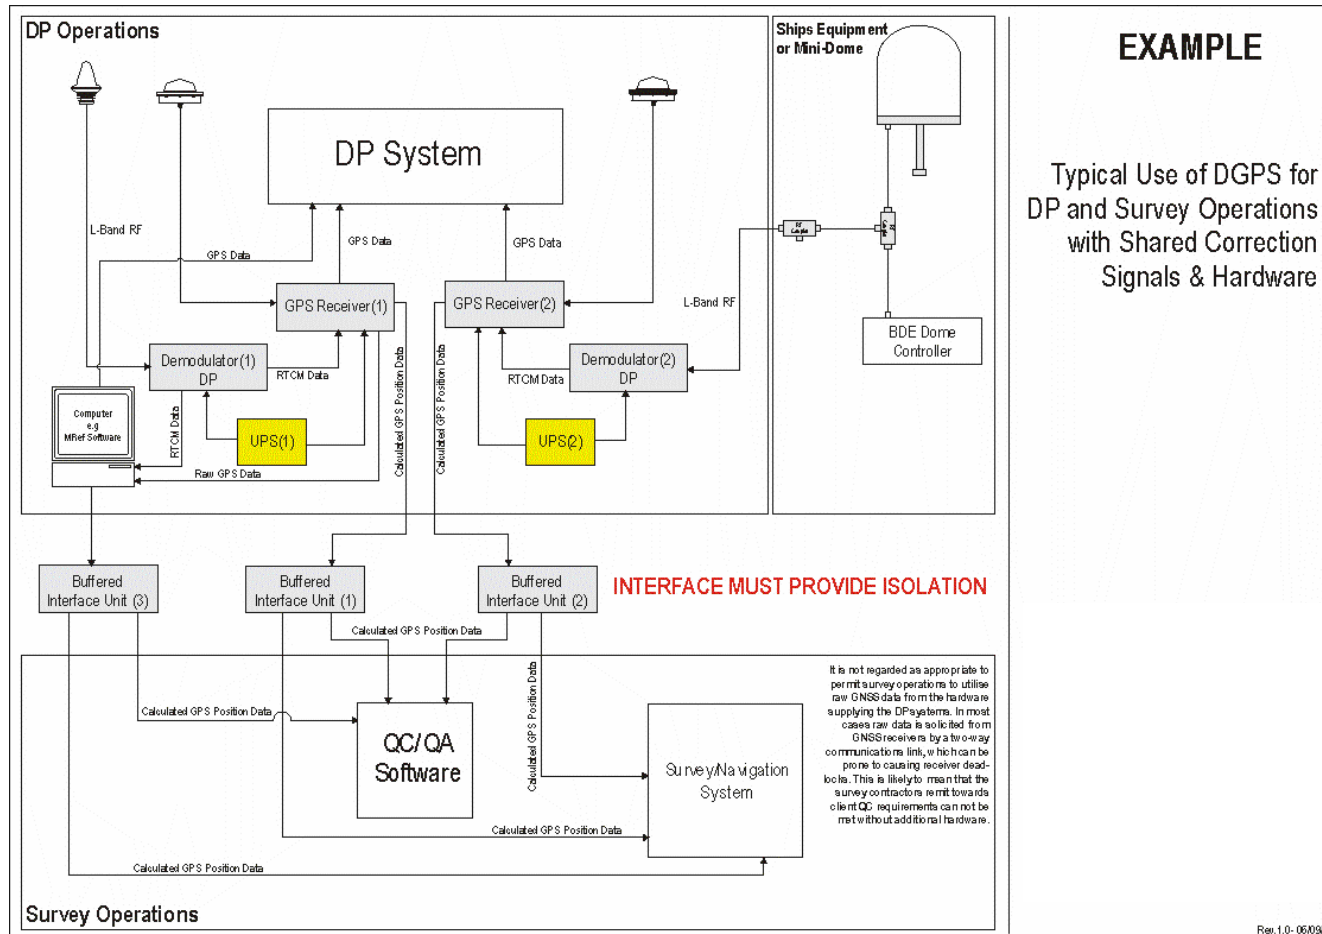 DP Operations
Ships Equipment
or Mini-Dome
EXAMPLE
Typical Use of DGPS for
DP and Survey Operations
with Shared Correction
Signals & Hardware
DP System
L-Band RF
GPS Data
GPS Data
GPS Data
L-Band RF
GPS Receiver(1)
GPS Receiver(2)
BDE Dome
Controller
Demodulator(1)
DP
RTCM Data
RTCM Data
Demodulator(2)
DP
Computer
e.g
MRef Software
RTCM Data
UPS(1)
UPS(2)
Calculated GPS Position Data
Calculated GPS Position Data
Raw GPS Data
Buffered
Interface Unit (3)
Buffered
Interface Unit (1)
Buffered
Interface Unit (2)
INTERFACE MUST PROVIDE ISOLATION
Calculated GPS Position Data
Calculated GPS Position Data
Calculated GPS Position Data
QC/QA
Software
Survey/Navigation
System
It is not regarded as appropriate to
permit survey operations to utilise
raw GNSS data from the hardware
supplying the DP systems. In most
cases raw data is solicited from
GNSS receivers by a two-way
communications link, which can be
prone to causing receiver dead-
locks. This is likely to mean that the
survey contractors remit towards
client QC requirements can not be
met without additional hardware.
Calculated GPS Position Data
Calculated GPS Position Data
Survey Operations
Rev.1.0- 06/09/